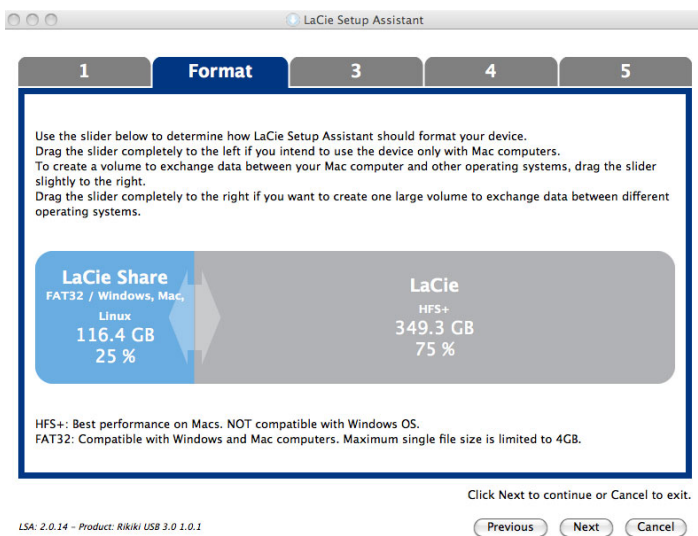 LaCie Setup Assistant
1
Format
3
4
5
Use the slider below to determine how LaCie Setup Assistant should format your device.
Drag the slider completely to the left if you intend to use the device only with Mac computers.
To create a volume to exchange data between your Mac computer and other operating systems, drag the slider
slightly to the right.
Drag the slider completely to the right if you want to create one large volume to exchange data between different
operating systems.
LaCie Share
FAT32 / Windows, Mac,
Linux
116.4 GB
25 %
LaCie
HFS+
349.3 GB
75 %
HFS+: Best performance on Macs. NOT compatible with Windows OS.
FAT32: Compatible with Windows and Mac computers. Maximum single file size is limited to 4GB.
Click Next to continue or Cancel to exit.
LSA: 2.0.14 – Product: Rikiki USB 3.0 1.0.1
Previous
Next
Cancel